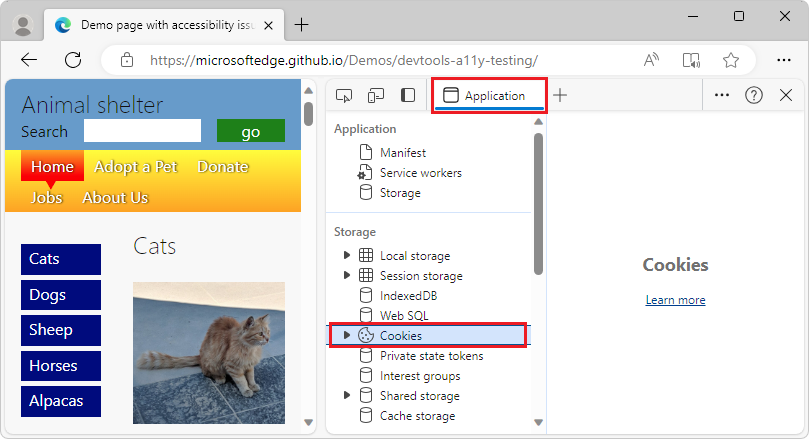 Demo page with accessibility issu
https://microsoftedge.github.io/Demos/devtools-a11y-testing/
Animal shelter
Search
go
Home
Adopt a Pet
Donate
Jobs
About Us
Cats
Dogs
Sheep
Horses
Alpacas
Cats
Application
Application
Manifest
Service workers
Storage
Storage
Local storage
Session storage
IndexedDB
Web SQL
Cookies
Private state tokens
Interest groups
Shared storage
Cache storage
Cookies
Learn more